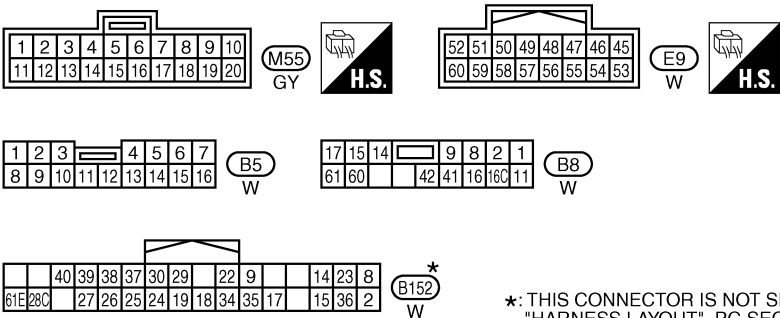 1 2 3 4 5 6 7 8 9 10
11 12 13 14 15 16 17 18 19 20
M55
GY
H.S.
52 51 50 49 48 47 46 45
60 59 58 57 56 55 54 53
E9
W
H.S.
1 2 3 4 5 6 7
8 9 10 11 12 13 14 15 16
B5
W
17 15 14 9 8 2 1
61 60 42 41 16 16C 11
B8
W
40 39 38 37 30 29 22 9 14 23 8
61E 28C 27 26 25 24 19 18 34 35 17 15 36 2
*
B152
W
*: THIS CONNECTOR IS NOT
"HARNESS LAYOUT", PG